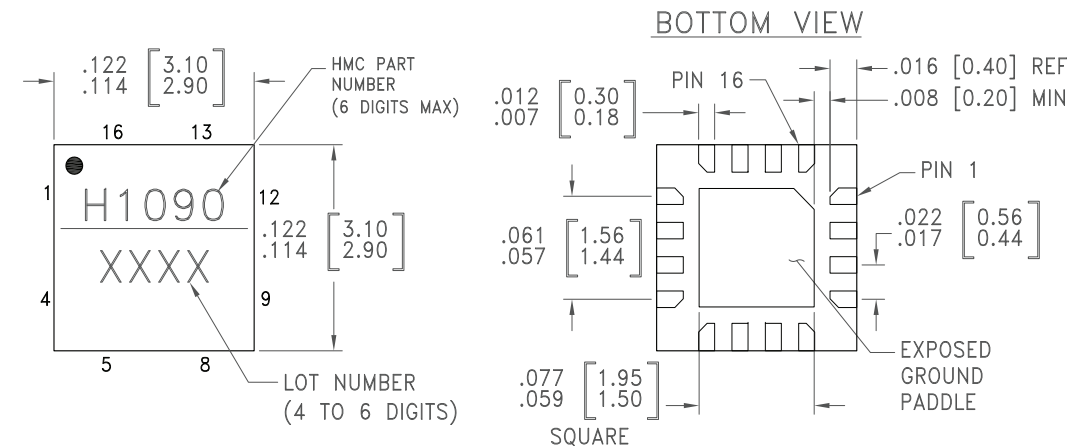 BOTTOM VIEW
.122 [3.10]
.114 [2.90]
HMC PART
NUMBER
(6 DIGITS MAX)
16 13
1
12
H1090
XXXX
4
9
5 8
.122 [3.10]
.114 [2.90]
LOT NUMBER
(4 TO 6 DIGITS)
.012 [0.30]
.007 [0.18]
PIN 16
.016 [0.40] REF
.008 [0.20] MIN
PIN 1
.061 [1.56]
.057 [1.44]
.022 [0.56]
.017 [0.44]
.077 [1.95]
.059 [1.50]
SQUARE
EXPOSED
GROUND
PADDLE